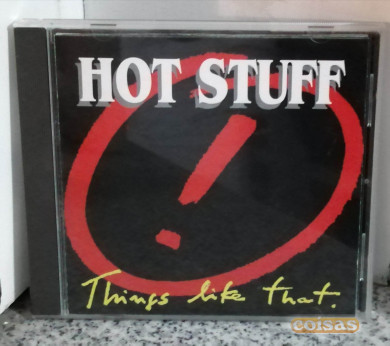 HOT STUFF
!
Things like that.
coisas